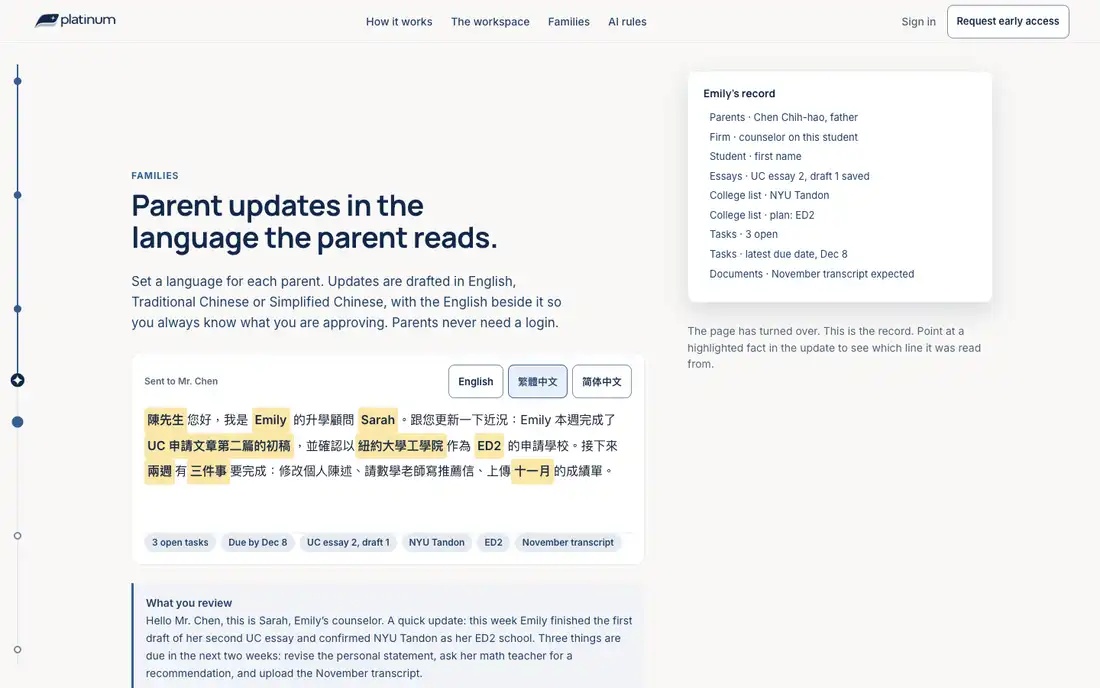 platinum
How it works
The workspace
Families
AI rules
Sign in
Request early access
FAMILIES
Parent updates in the
language the parent reads.
Set a language for each parent. Updates are drafted in English,
Traditional Chinese or Simplified Chinese, with the English beside it so
you always know what you are approving. Parents never need a login.
Sent to Mr. Chen
English
繁體中文
简体中文
陳先生您好，我是 Emily 的升學顧問 Sarah 。跟您更新一下近況：Emily 本週完成了
UC 申請文章第二篇的初稿，並確認以紐約大學工學院作為 ED2 的申請學校。接下來
兩週有三件事要完成：修改個人陳述、請數學老師寫推薦信、上傳十一月的成績單。
3 open tasks
Due by Dec 8
UC essay 2, draft 1
NYU Tandon
ED2
November transcript
What you review
Hello Mr. Chen, this is Sarah, Emily’s counselor. A quick update: this week Emily finished the first
draft of her second UC essay and confirmed NYU Tandon as her ED2 school. Three things are
due in the next two weeks: revise the personal statement, ask her math teacher for a
recommendation, and upload the November transcript.
Emily’s record
Parents · Chen Chih-hao, father
Firm · counselor on this student
Student · first name
Essays · UC essay 2, draft 1 saved
College list · NYU Tandon
College list · plan: ED2
Tasks · 3 open
Tasks · latest due date, Dec 8
Documents · November transcript expected
The page has turned over. This is the record. Point at a
highlighted fact in the update to see which line it was read
from.